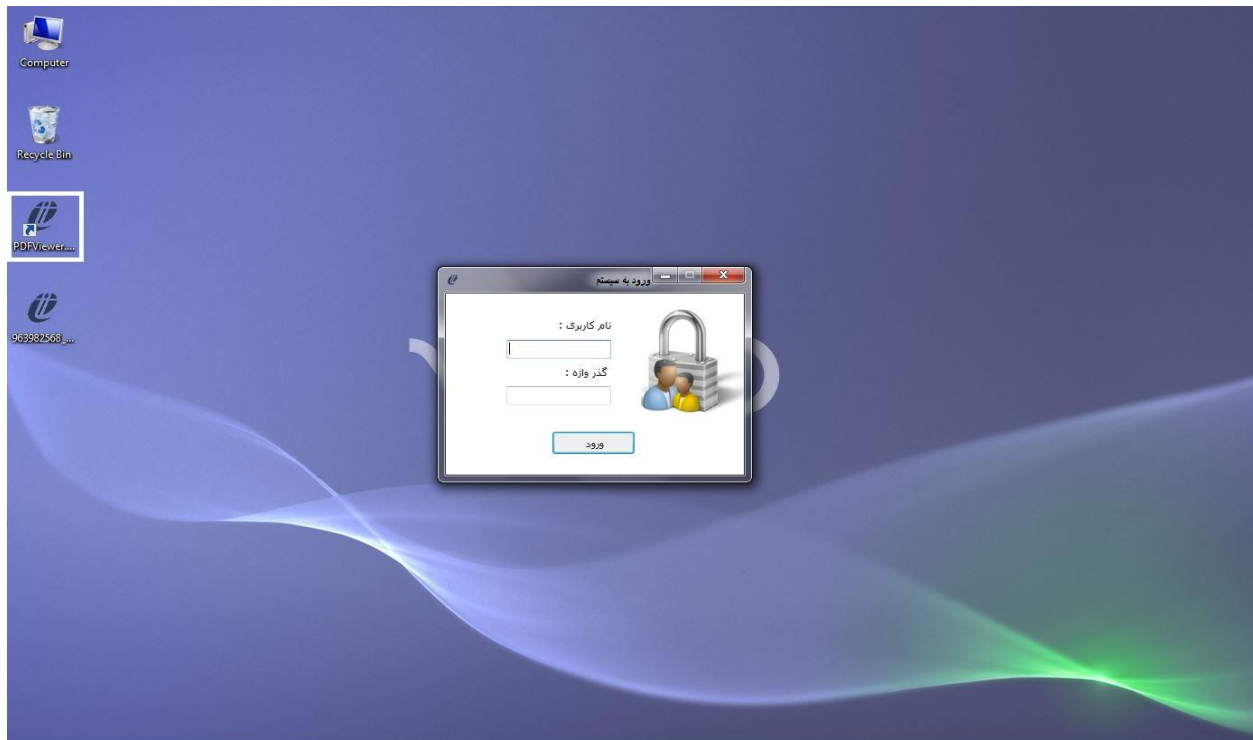 Computer
Recycle Bin
PDFViewer....
963982568_...
ورود به سیستم
نام کاربری :
گذر واژه :
ورود